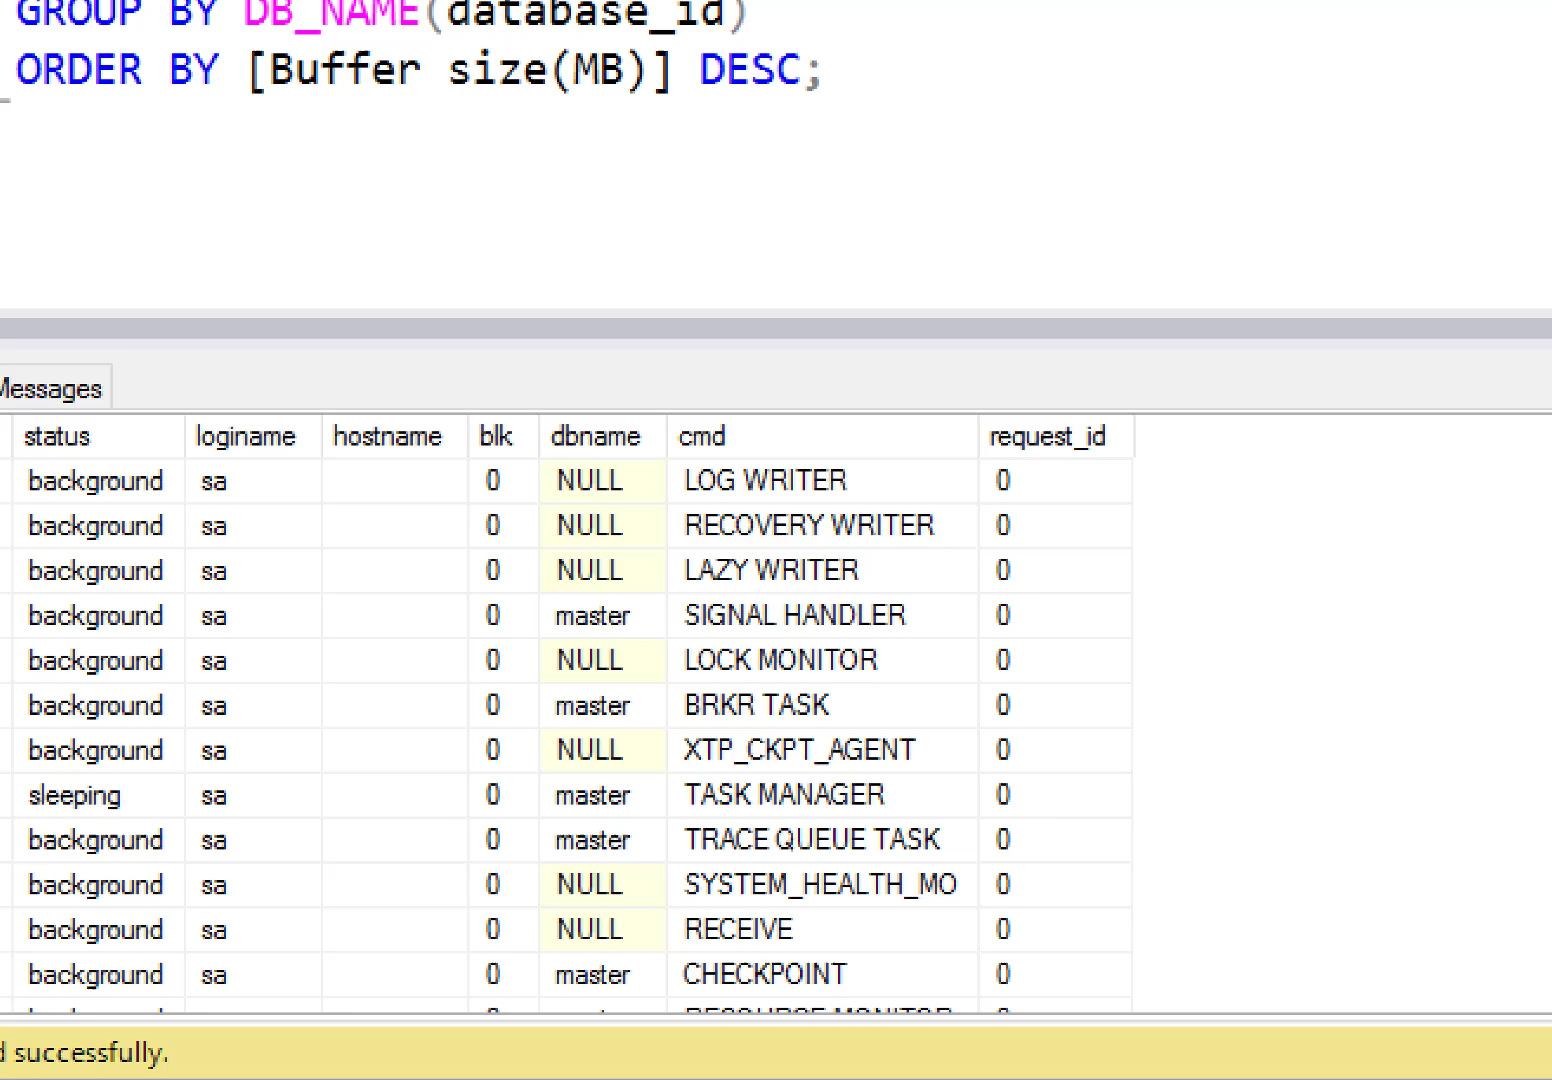 GROUP BY DB_NAME(database_id)
ORDER BY [Buffer size(MB)] DESC;
Messages
status loginame hostname blk dbname cmd request_id
background sa 0 NULL LOG WRITER 0
background sa 0 NULL RECOVERY WRITER 0
background sa 0 NULL LAZY WRITER 0
background sa 0 master SIGNAL HANDLER 0
background sa 0 NULL LOCK MONITOR 0
background sa 0 master BRKR TASK 0
background sa 0 NULL XTP_CKPT_AGENT 0
sleeping sa 0 master TASK MANAGER 0
background sa 0 master TRACE QUEUE TASK 0
background sa 0 NULL SYSTEM_HEALTH_MO 0
background sa 0 NULL RECEIVE 0
background sa 0 master CHECKPOINT 0
RESOURCE MONITOR
successfully.